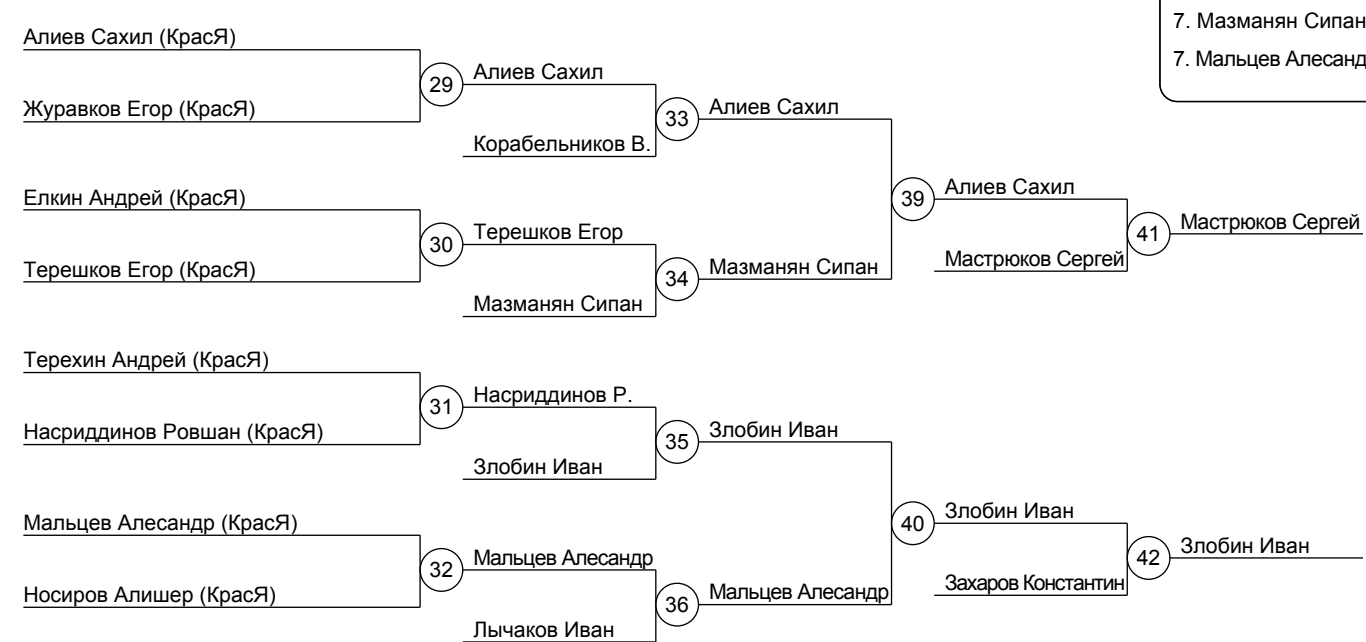 7. Мазманян Сипан
7. Мальцев Алесанд
Алиев Сахил (КрасЯ)
29
Алиев Сахил
Журавков Егор (КрасЯ)
33
Алиев Сахил
Корабельников В.
Елкин Андрей (КрасЯ)
39
Алиев Сахил
30
Терешков Егор
41
Мастрюков Сергей
Терешков Егор (КрасЯ)
34
Мазманян Сипан
Мастрюков Сергей
Мазманян Сипан
Терехин Андрей (КрасЯ)
31
Насриддинов Р.
Насриддинов Ровшан (КрасЯ)
35
Злобин Иван
Злобин Иван
Мальцев Алесандр (КрасЯ)
40
Злобин Иван
32
Мальцев Алесандр
42
Злобин Иван
Носиров Алишер (КрасЯ)
36
Мальцев Алесандр
Захаров Константин
Лычаков Иван